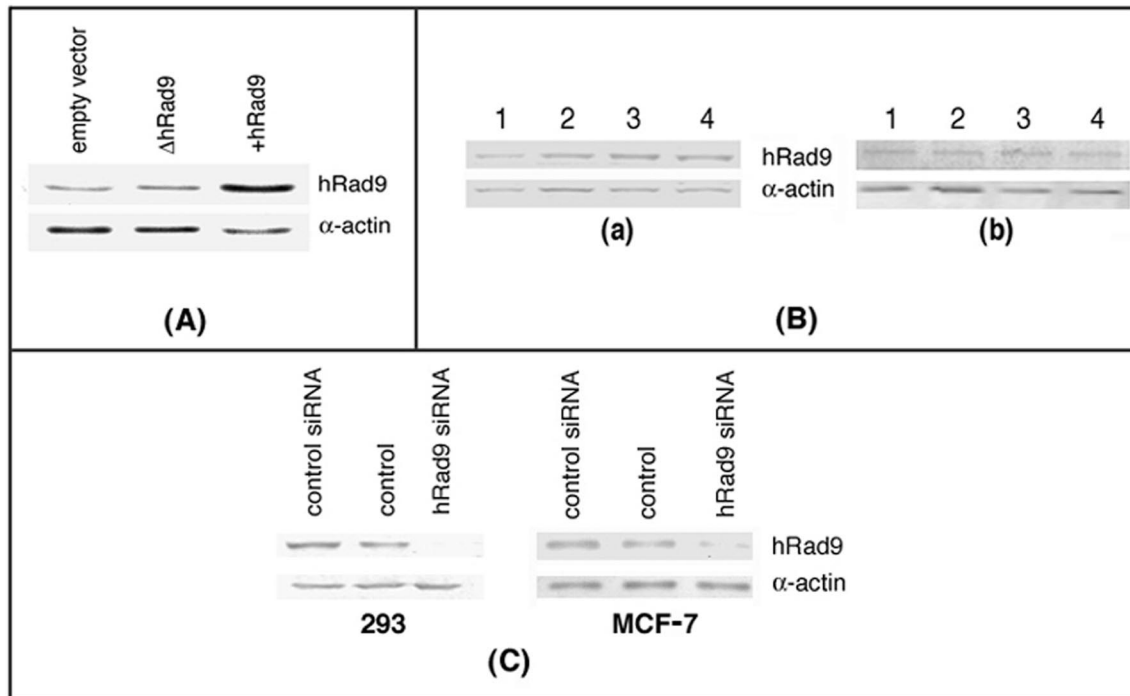 empty vector
ΔhRad9
+hRad9
hRad9
α-actin
(A)
1 2 3 4
hRad9
α-actin
(a)
1 2 3 4
(b)
(B)
control siRNA
control
hRad9 siRNA
293
control siRNA
control
hRad9 siRNA
hRad9
α-actin
MCF-7
(C)